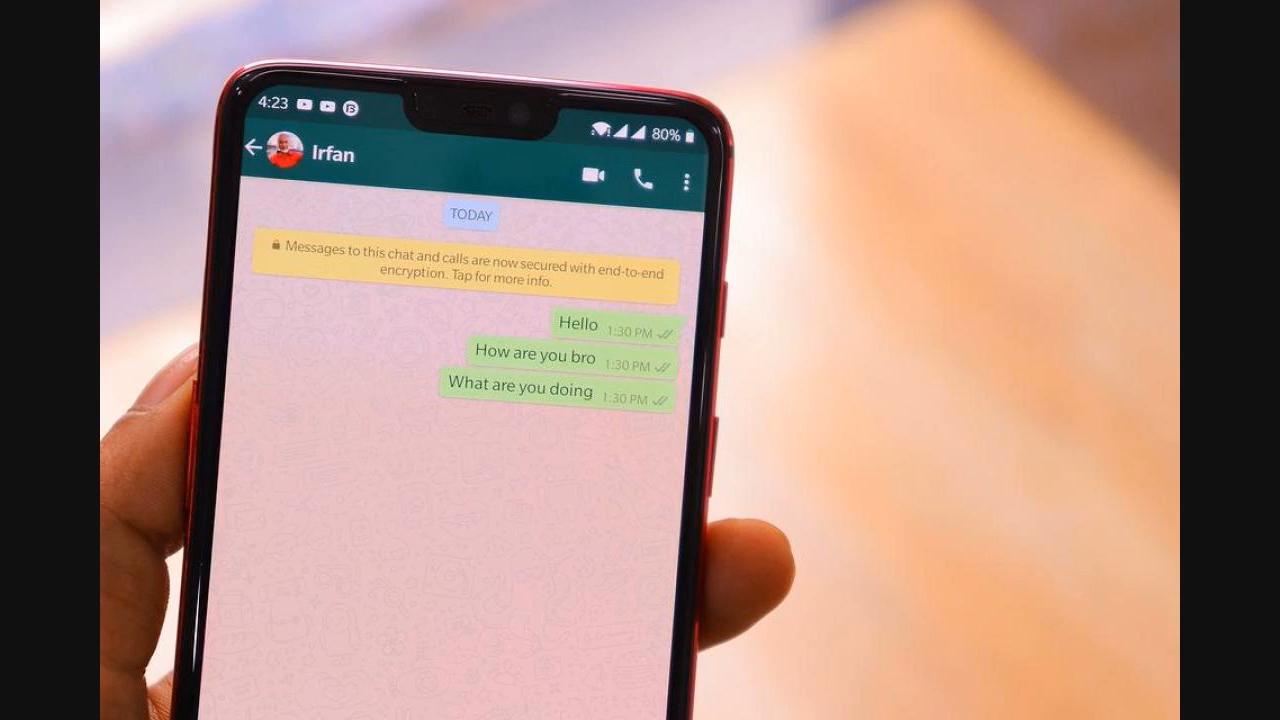 4:23
80%
Irfan
TODAY
Messages to this chat and calls are now secured with end-to-end
encryption. Tap for more info.
Hello 1:30 PM
How are you bro 1:30 PM
What are you doing 1:30 PM